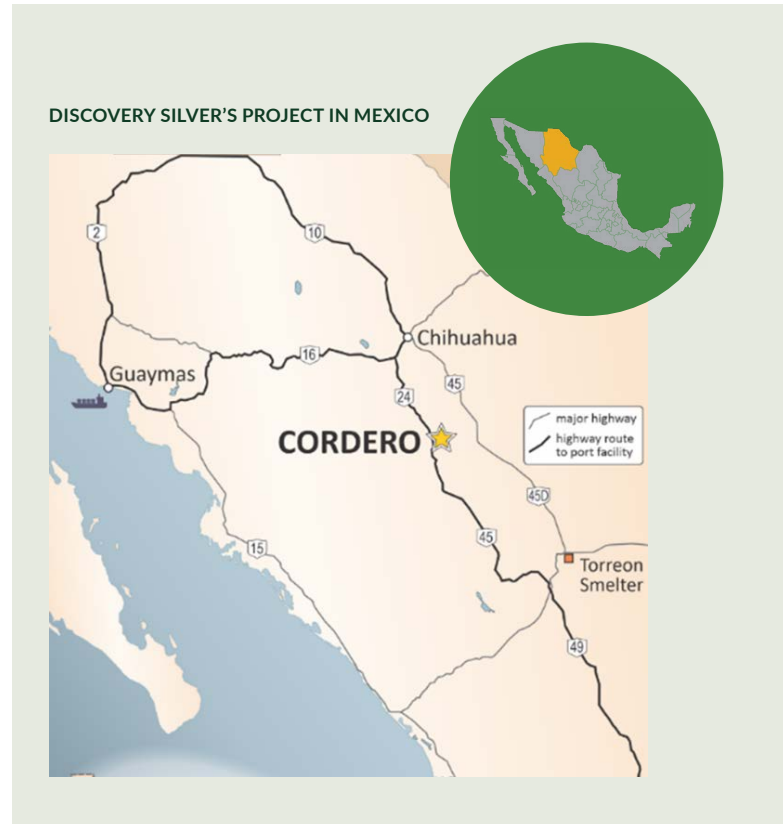 DISCOVERY SILVER'S PROJECT IN MEXICO
2
10
Chihuahua
16
Guaymas
45
24
major highway
highway route
to port facility
CORDERO
45D
45
15
Torreon
Smelter
49